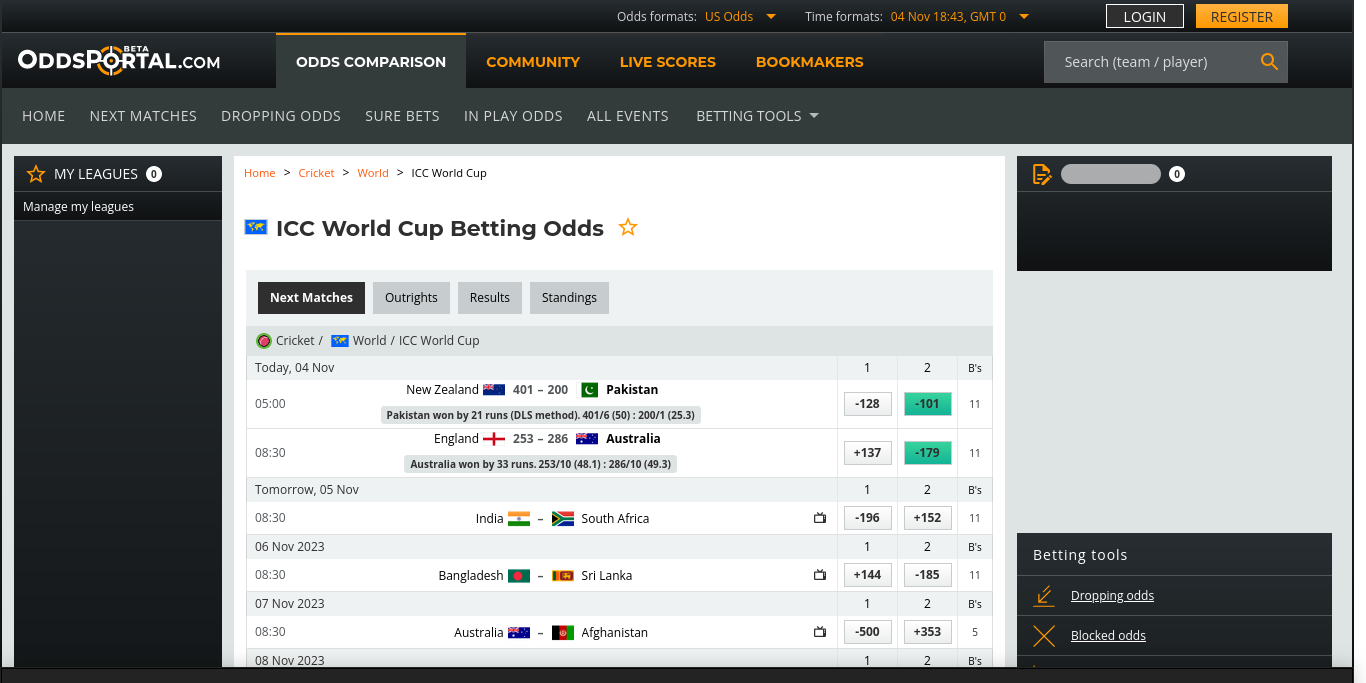 Odds formats: US Odds Time formats: 04 Nov 18:43, GMT 0 LOGIN REGISTER
ODDSPORTAL.COM BETA ODDS COMPARISON COMMUNITY LIVE SCORES BOOKMAKERS Search (team / player)
HOME NEXT MATCHES DROPPING ODDS SURE BETS IN PLAY ODDS ALL EVENTS BETTING TOOLS
MY LEAGUES 0
Manage my leagues
Home > Cricket > World > ICC World Cup
ICC World Cup Betting Odds
Next Matches Outrights Results Standings
Cricket / World / ICC World Cup
Today, 04 Nov 1 2 B's
05:00 New Zealand 401 – 200 Pakistan -128 -101 11
Pakistan won by 21 runs (DLS method). 401/6 (50) : 200/1 (25.3)
08:30 England 253 – 286 Australia +137 -179 11
Australia won by 33 runs. 253/10 (48.1) : 286/10 (49.3)
Tomorrow, 05 Nov 1 2 B's
08:30 India – South Africa -196 +152 11
06 Nov 2023 1 2 B's
08:30 Bangladesh – Sri Lanka +144 -185 11
07 Nov 2023 1 2 B's
08:30 Australia – Afghanistan -500 +353 5
08 Nov 2023 1 2 B's
0
Betting tools
Dropping odds
Blocked odds